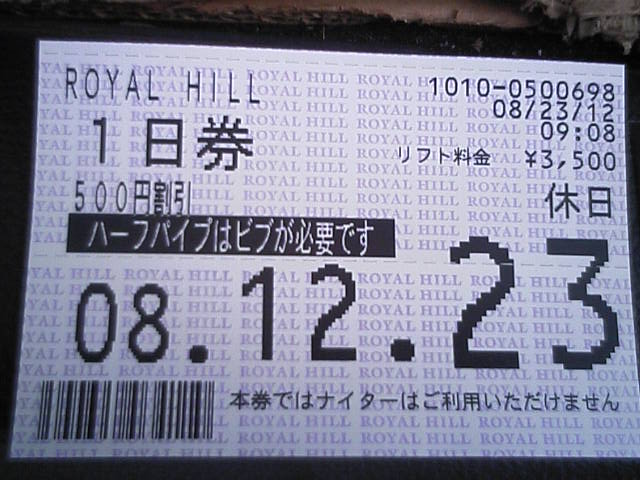 ROYAL HILL
1010-0500698
08/23/12
09:08
1日券
リフト料金 ¥3,500
500円割引
休日
ハーフパイプはビブが必要です
08.12.23
本券ではナイターはご利用いただけません